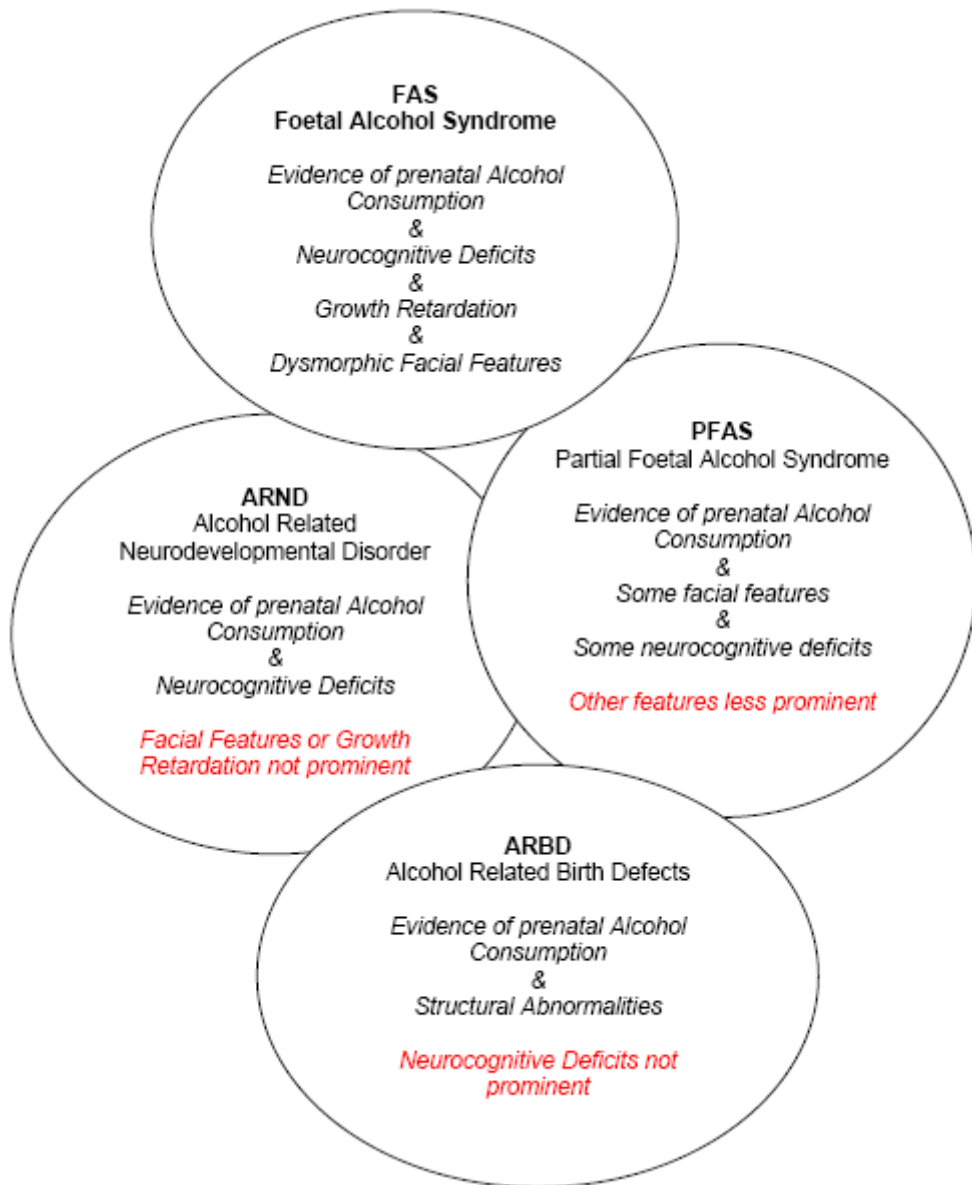 FAS
Foetal Alcohol Syndrome
Evidence of prenatal Alcohol
Consumption
&
Neurocognitive Deficits
&
Growth Retardation
&
Dysmorphic Facial Features
PFAS
Partial Foetal Alcohol Syndrome
Evidence of prenatal Alcohol
Consumption
&
Some facial features
&
Some neurocognitive deficits
Other features less prominent
ARND
Alcohol Related
Neurodevelopmental Disorder
Evidence of prenatal Alcohol
Consumption
&
Neurocognitive Deficits
Facial Features or Growth
Retardation not prominent
ARBD
Alcohol Related Birth Defects
Evidence of prenatal Alcohol
Consumption
&
Structural Abnormalities
Neurocognitive Deficits not
prominent